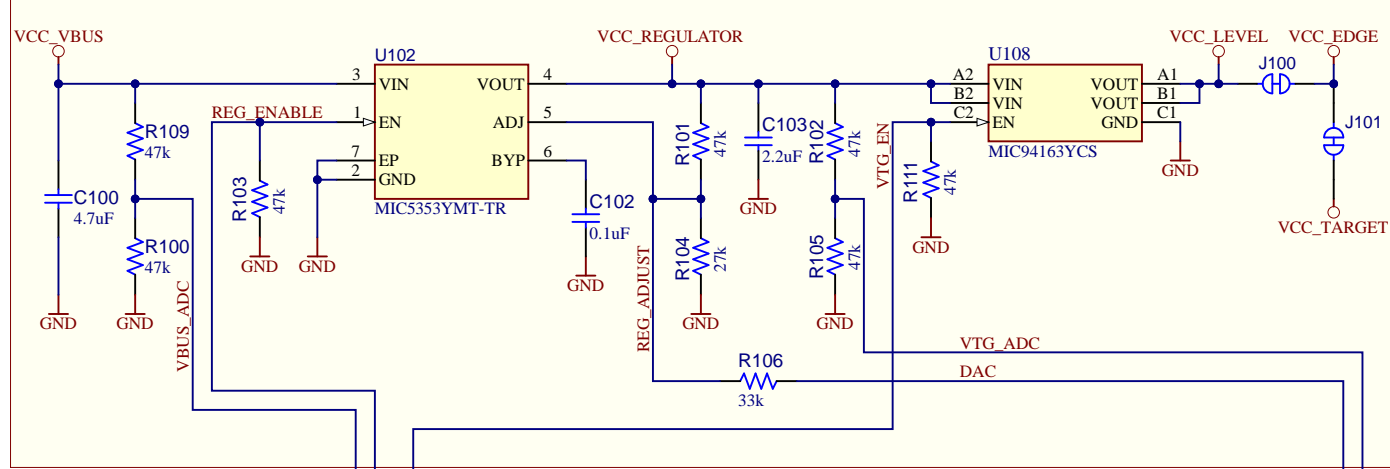 VCC_VBUS
VCC_REGULATOR
VCC_LEVEL
VCC_EDGE
U102
U108
J100
3
VIN
VOUT
4
A2
VIN
VOUT
A1
B2
VIN
VOUT
B1
REG_ENABLE
1
EN
ADJ
5
C2
EN
GND
C1
J101
R109
47k
R101
47k
C103
2.2uF
R102
47k
VTG_EN
MIC94163YCS
7
EP
BYP
6
2
GND
MIC5353YMT-TR
GND
R111
47k
C100
4.7uF
R103
47k
C102
0.1uF
GND
VCC_TARGET
R100
47k
R104
27k
R105
47k
GND
GND
GND
GND
GND
GND
VBUS_ADC
REG_ADJUST
GND
GND
VTG_ADC
R106
33k
DAC